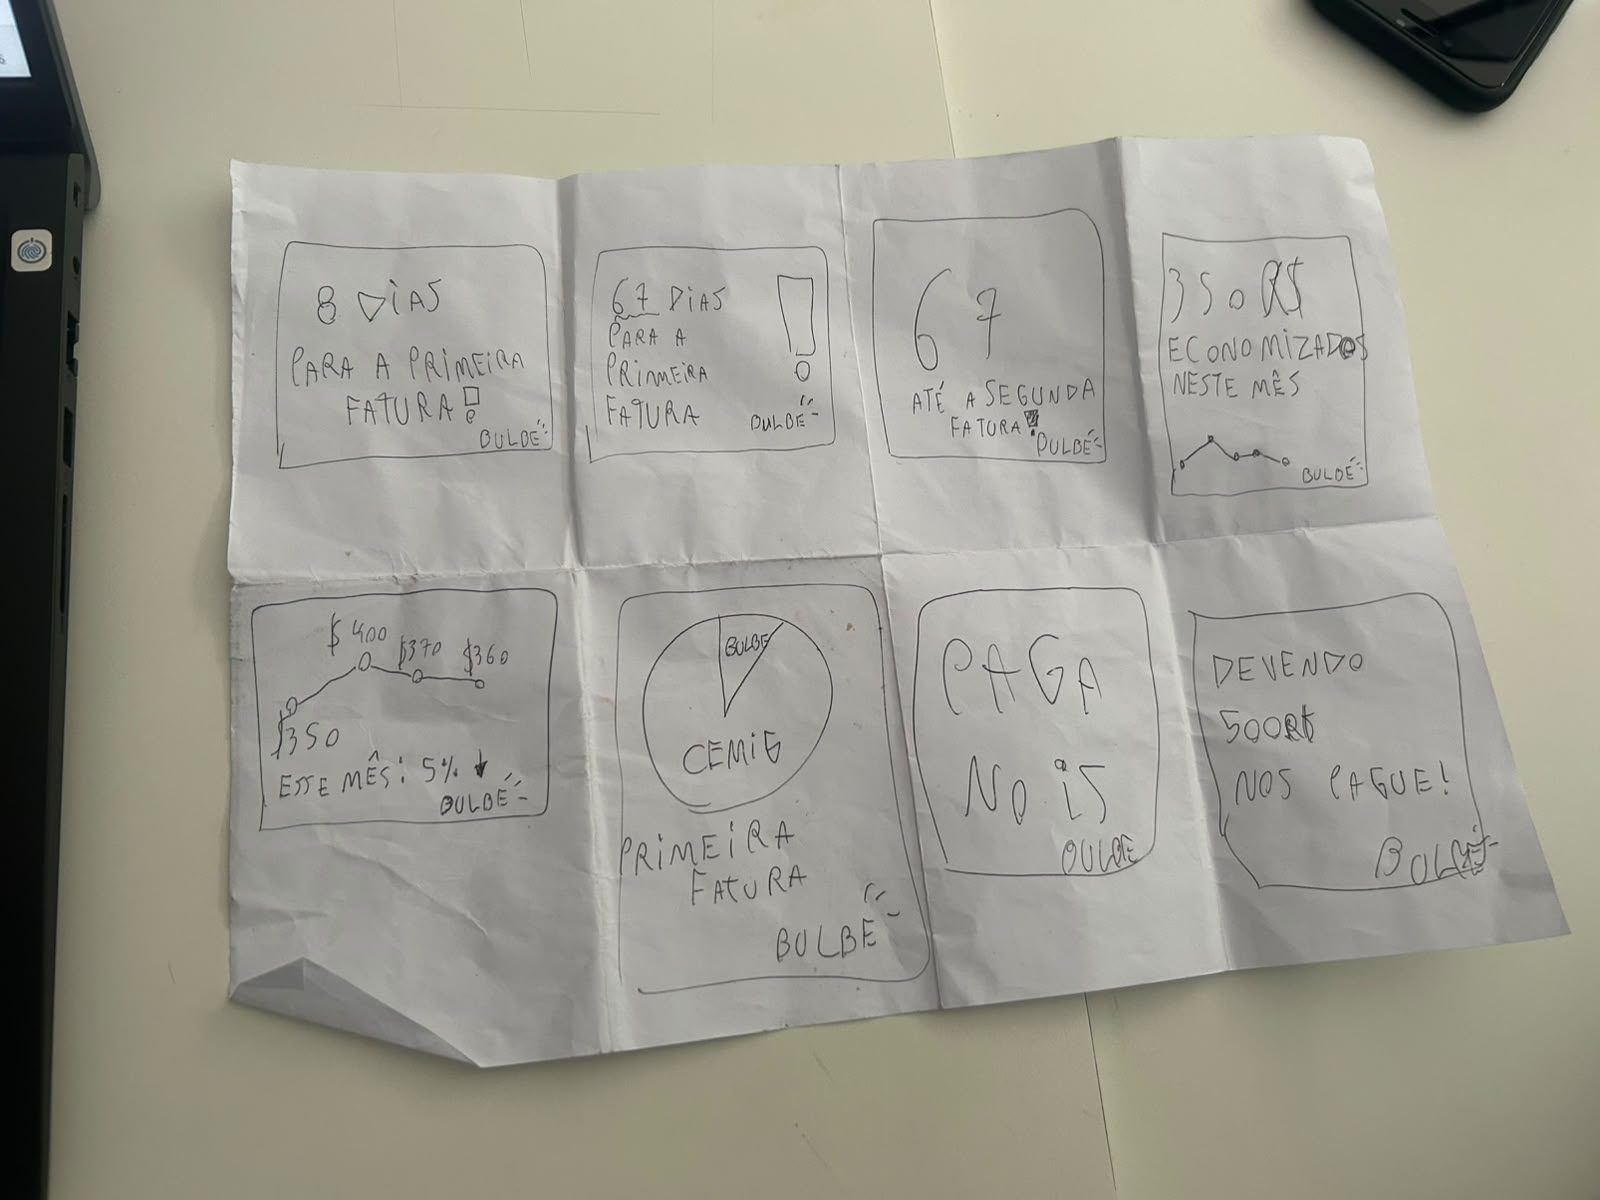 8 DIAS
PARA A PRIMEIRA
FATURA!
BULBE
67 DIAS
PARA A
PRIMEIRA
FATURA
!
BULBE
67
ATÉ A SEGUNDA
FATURA!
BULBE
350 R$
ECONOMIZADOS
NESTE MÊS
BULBE
$400
$370
$360
$350
ESSE MÊS: 5% ↓
BULBE
BULBE
CEMIG
PRIMEIRA
FATURA
BULBE
PAGA
NOIS
BULBE
DEVENDO
500R$
NOS PAGUE!
BULBE